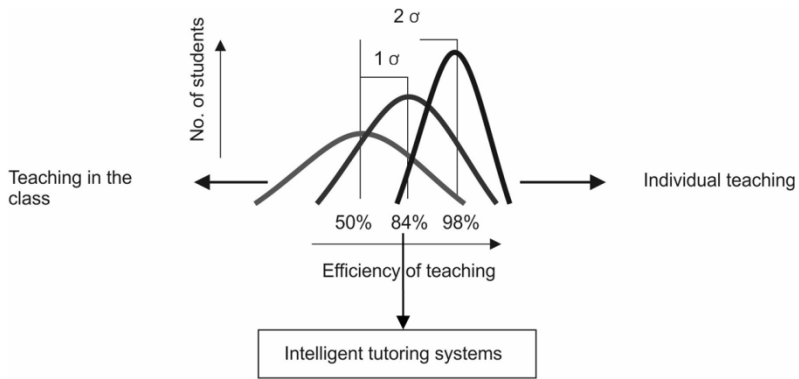 2 σ
1 σ
No. of students
Teaching in the
class
Individual teaching
50% 84% 98%
Efficiency of teaching
Intelligent tutoring systems